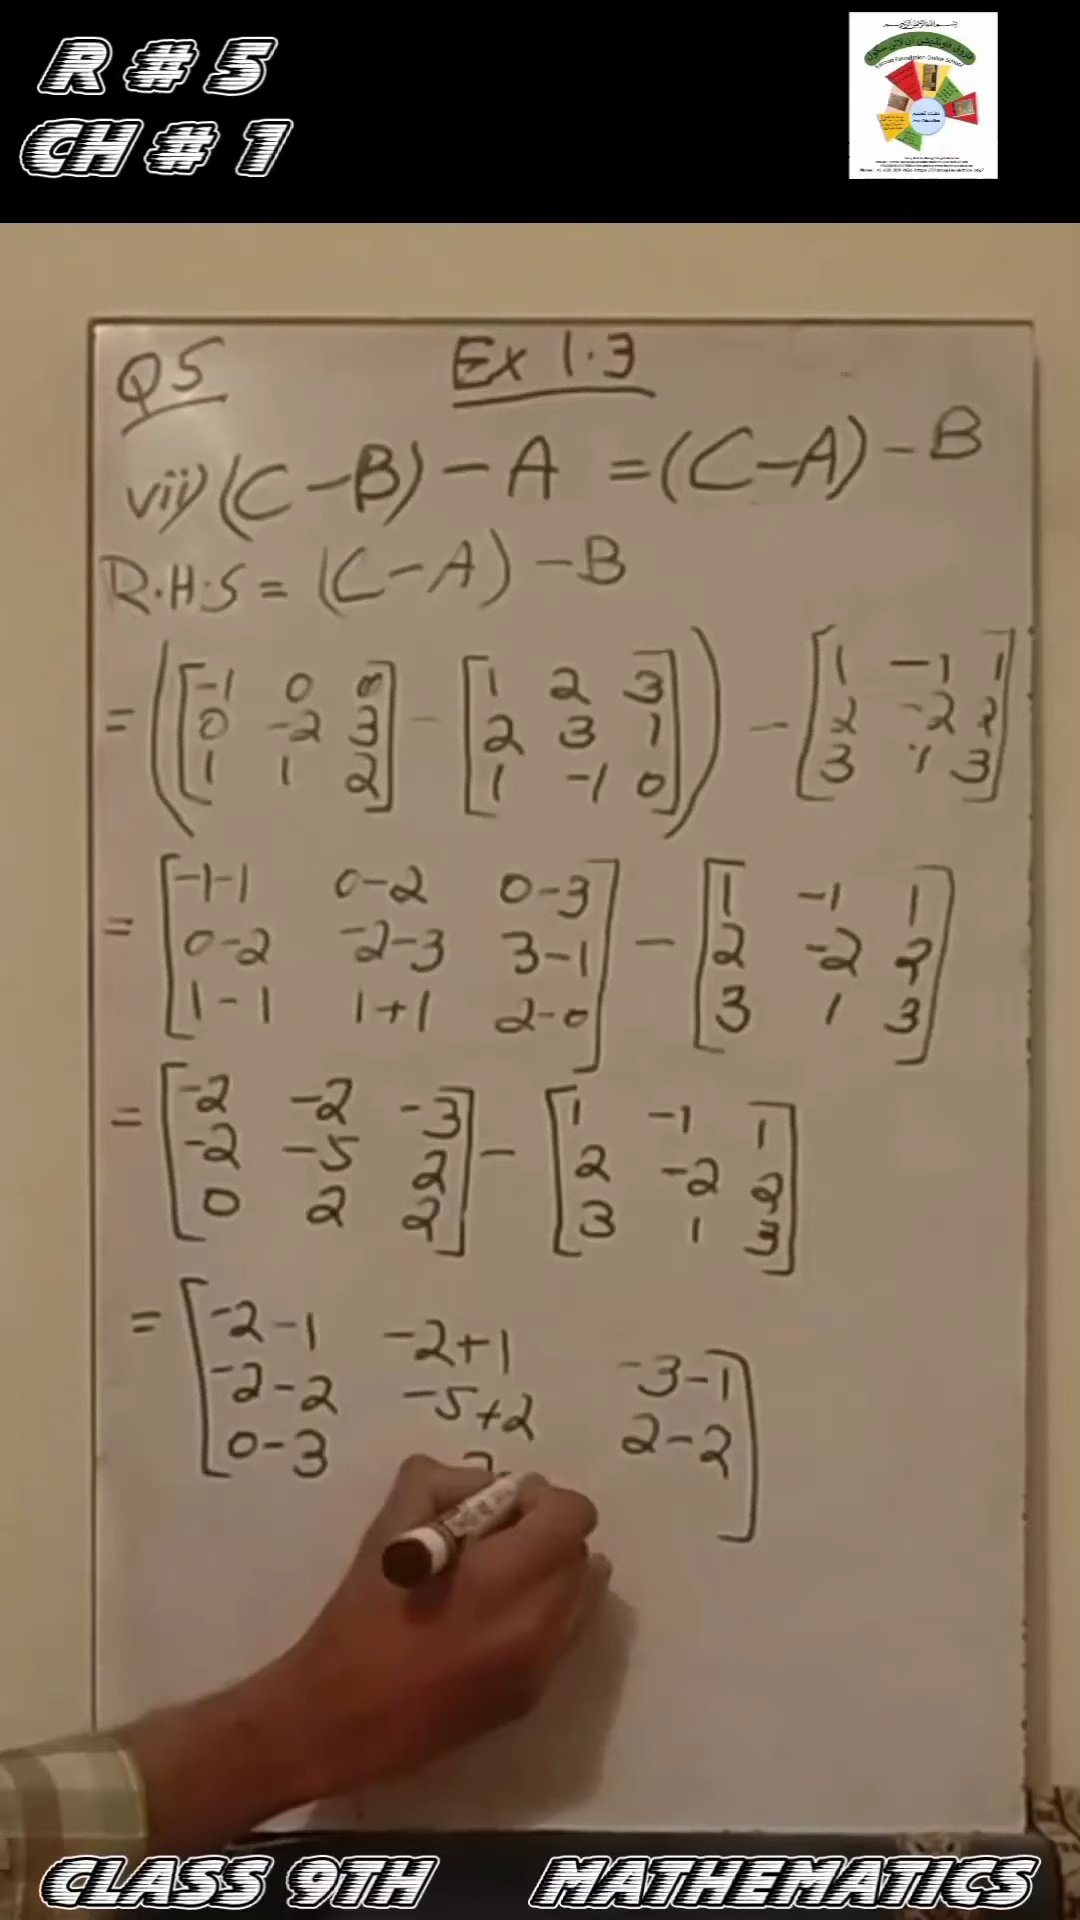 R # 5
CH # 1
Q5 Ex 1.3
vii) (C-B) - A = (C-A) - B
R.H.S = (C-A) - B
= ([-1 0 0 - [1 2 3 ) - [1 -1 1
0 -2 3 2 3 1 2 -2 2
1 1 2] 1 -1 0] 3 1 3]
= [-1-1 0-2 0-3 - [1 -1 1
0-2 -2-3 3-1 2 -2 2
1-1 1+1 2-0] 3 1 3]
= [-2 -2 -3 - [1 -1 1
-2 -5 2 2 -2 2
0 2 2] 3 1 3]
= [-2-1 -2+1 -3-1
-2-2 -5+2 2-2
0-3 ]
CLASS 9TH MATHEMATICS